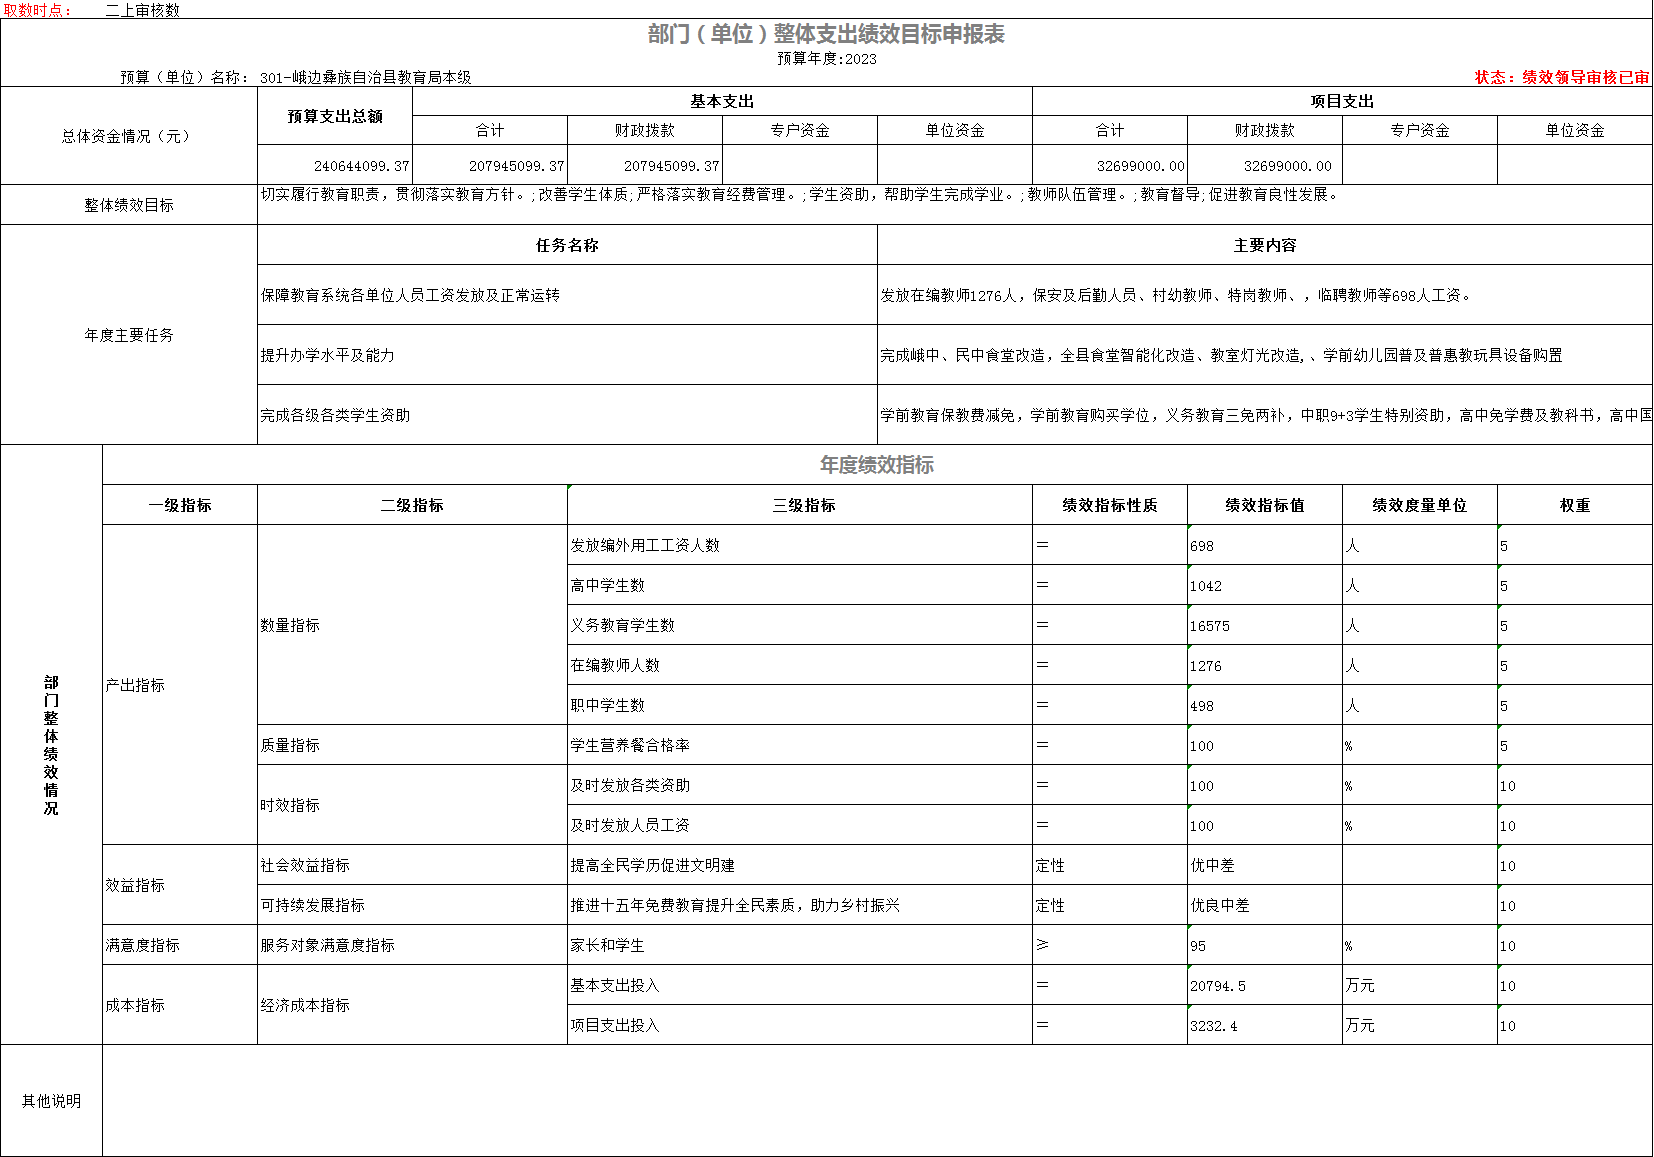 取数时点： 二上审核数
部门（单位）整体支出绩效目标申报表
预算年度:2023
预算（单位）名称： 301-峨边彝族自治县教育局本级 状态：绩效领导审核已审
总体资金情况（元） 预算支出总额 基本支出 项目支出
合计 财政拨款 专户资金 单位资金 合计 财政拨款 专户资金 单位资金
240644099.37 207945099.37 207945099.37 32699000.00 32699000.00
整体绩效目标 切实履行教育职责，贯彻落实教育方针。;改善学生体质;严格落实教育经费管理。;学生资助，帮助学生完成学业。;教师队伍管理。;教育督导;促进教育良性发展。
年度主要任务 任务名称 主要内容
保障教育系统各单位人员工资发放及正常运转 发放在编教师1276人，保安及后勤人员、村幼教师、特岗教师、，临聘教师等698人工资。
提升办学水平及能力 完成峨中、民中食堂改造，全县食堂智能化改造、教室灯光改造,、学前幼儿园普及普惠教玩具设备购置
完成各级各类学生资助 学前教育保教费减免，学前教育购买学位，义务教育三免两补，中职9+3学生特别资助，高中免学费及教科书，高中国
部门整体绩效情况 年度绩效指标
一级指标 二级指标 三级指标 绩效指标性质 绩效指标值 绩效度量单位 权重
产出指标 数量指标 发放编外用工工资人数 ＝ 698 人 5
高中学生数 ＝ 1042 人 5
义务教育学生数 ＝ 16575 人 5
在编教师人数 ＝ 1276 人 5
职中学生数 ＝ 498 人 5
质量指标 学生营养餐合格率 ＝ 100 % 5
时效指标 及时发放各类资助 ＝ 100 % 10
及时发放人员工资 ＝ 100 % 10
效益指标 社会效益指标 提高全民学历促进文明建 定性 优中差 10
可持续发展指标 推进十五年免费教育提升全民素质，助力乡村振兴 定性 优良中差 10
满意度指标 服务对象满意度指标 家长和学生 ≥ 95 % 10
成本指标 经济成本指标 基本支出投入 ＝ 20794.5 万元 10
项目支出投入 ＝ 3232.4 万元 10
其他说明